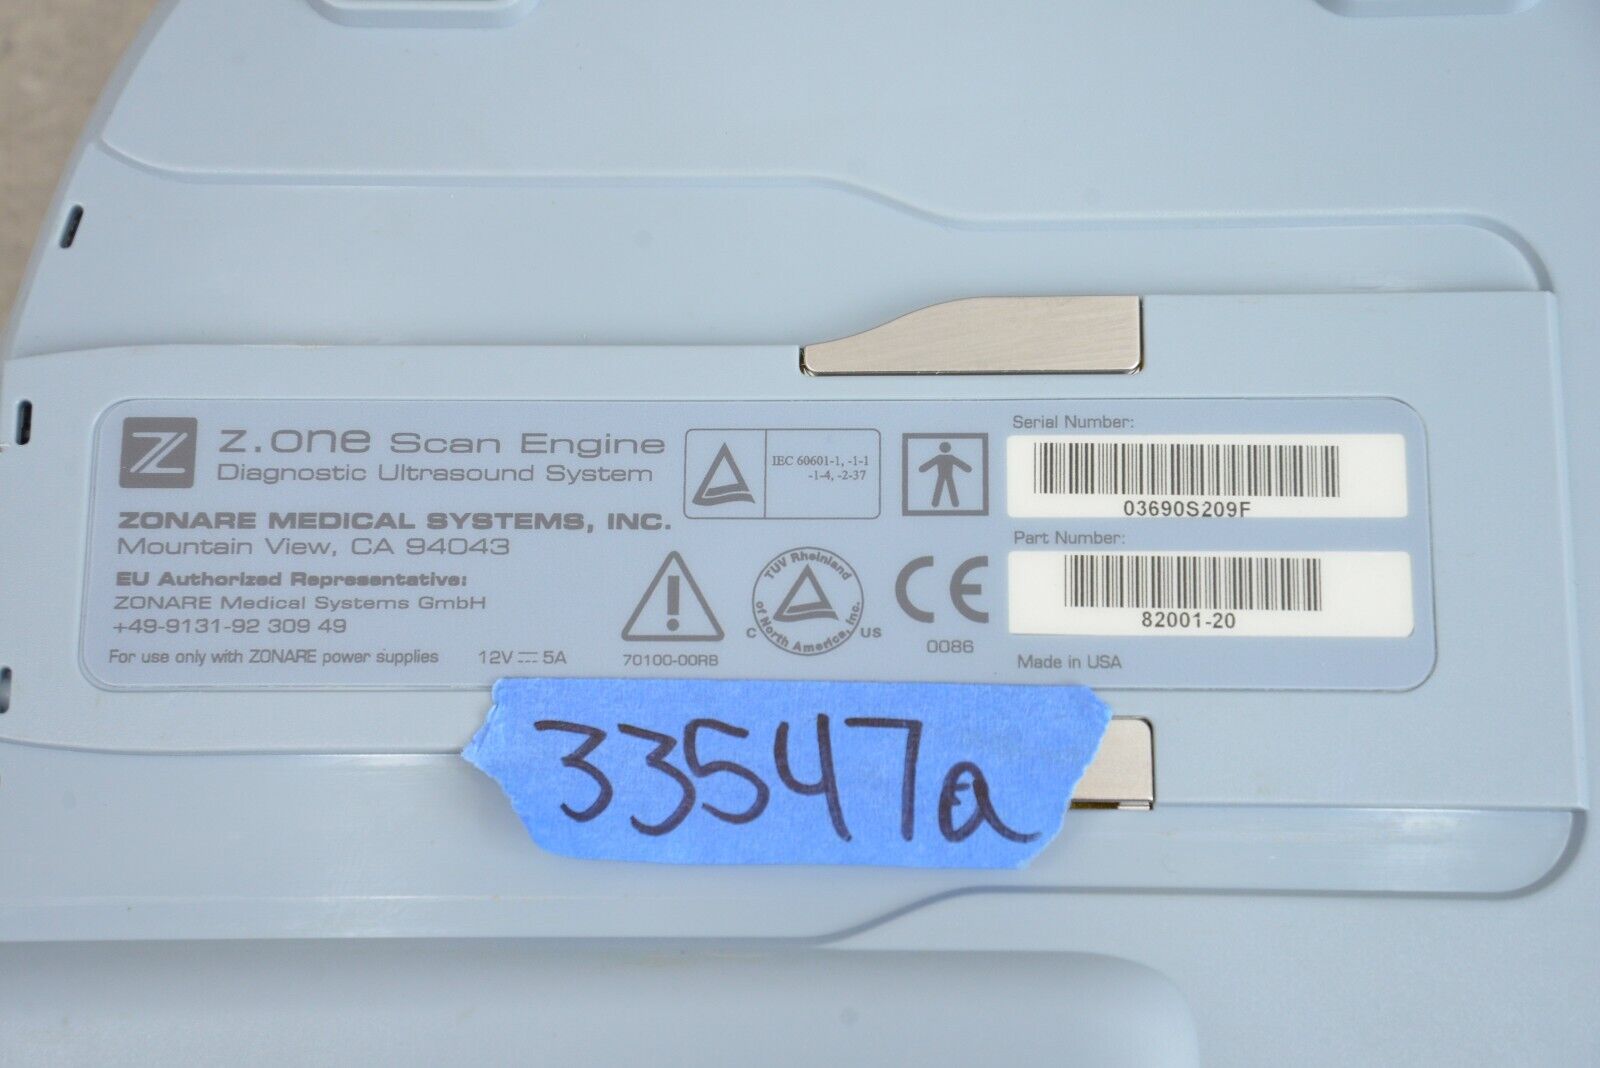 z.one Scan Engine
Diagnostic Ultrasound System
ZONARE MEDICAL SYSTEMS, INC.
Mountain View, CA 94043
EU Authorized Representative:
ZONARE Medical Systems GmbH
+49-9131-92 309 49
For use only with ZONARE power supplies
12V 5A
IEC 60601-1, -1-1
-1-4, -2-37
70100-00RB
TUV Rheinland
of North America, Inc.
C US
CE
0086
Serial Number:
03690S209F
Part Number:
82001-20
Made in USA
33547a